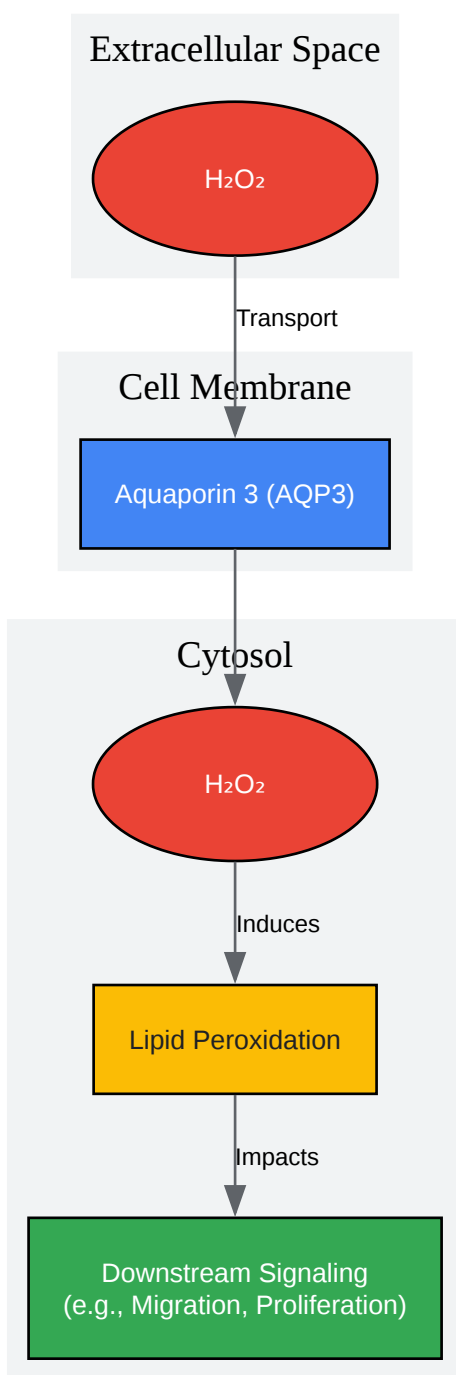 Extracellular Space
H₂O₂
Transport
Cell Membrane
Aquaporin 3 (AQP3)
Cytosol
H₂O₂
Induces
Lipid Peroxidation
Impacts
Downstream Signaling
(e.g., Migration, Proliferation)